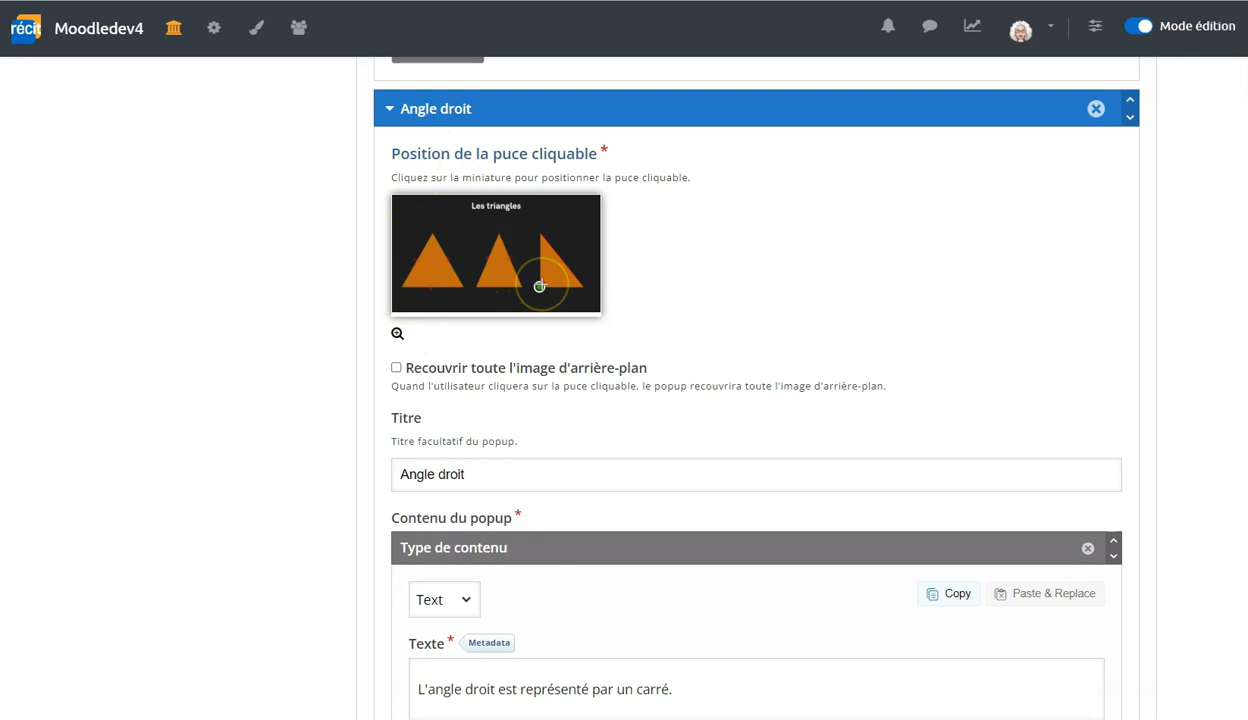 récit Moodledev4 Mode édition
Angle droit
Position de la puce cliquable *
Cliquez sur la miniature pour positionner la puce cliquable.
Les triangles
Recouvrir toute l'image d'arrière-plan
Quand l'utilisateur cliquera sur la puce cliquable, le popup recouvrira toute l'image d'arrière-plan.
Titre
Titre facultatif du popup.
Angle droit
Contenu du popup *
Type de contenu
Text Copy Paste & Replace
Texte * Metadata
L'angle droit est représenté par un carré.